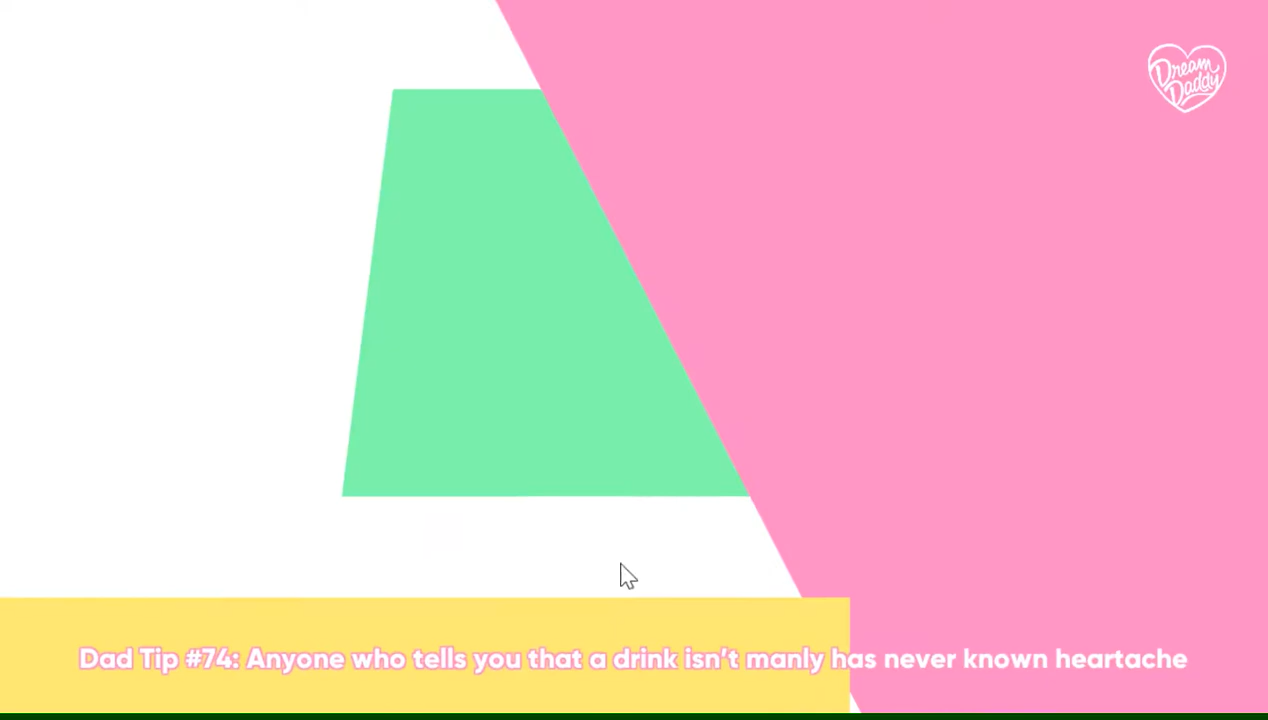 Dream
Daddy
Dad Tip #74: Anyone who tells you that a drink isn't manly has never known heartache